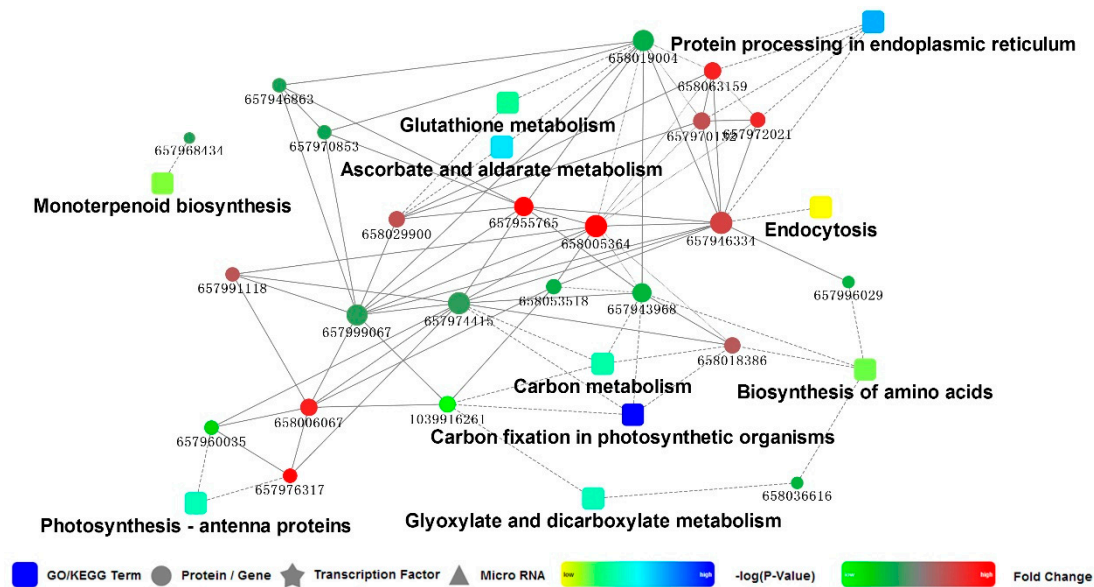 658019004
Protein processing in endoplasmic reticulum
658063159
657946863
Glutathione metabolism
657970132
657972021
657970853
657968434
Ascorbate and aldarate metabolism
Monoterpenoid biosynthesis
657955765
658029900
658005364
657946334
Endocytosis
657991118
658053518
657996029
657999067
657974415
657943968
658018386
Carbon metabolism
Biosynthesis of amino acids
658006067
1039916261
Carbon fixation in photosynthetic organisms
657960035
657976317
658036616
Photosynthesis - antenna proteins
Glyoxylate and dicarboxylate metabolism
GO/KEGG Term
Protein / Gene
Transcription Factor
Micro RNA
low
high
-log(P-Value)
low
high
Fold Change